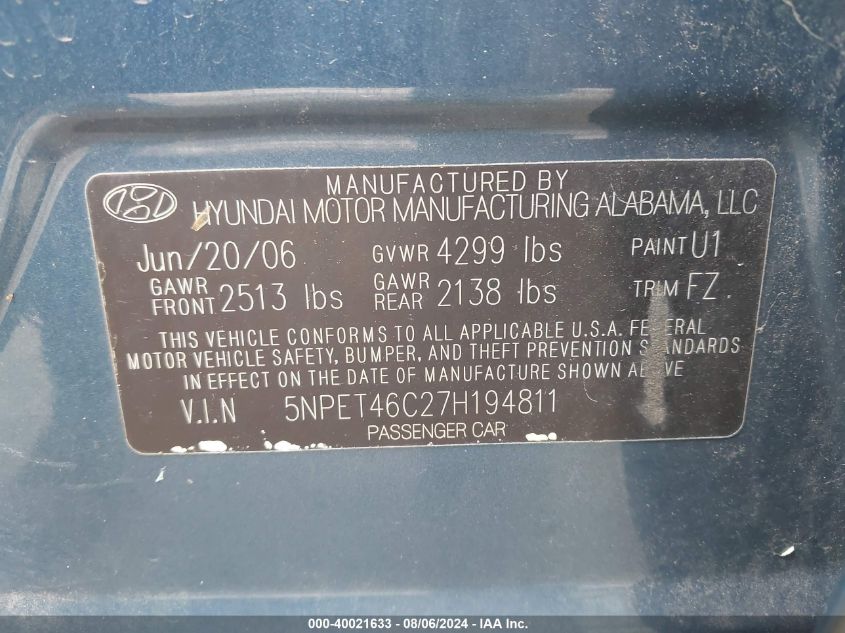 MANUFACTURED BY
HYUNDAI MOTOR MANUFACTURING ALABAMA, LLC
Jun/20/06 GVWR 4299 lbs PAINT U1
GAWR FRONT 2513 lbs GAWR REAR 2138 lbs TRIM FZ
THIS VEHICLE CONFORMS TO ALL APPLICABLE U.S.A. FEDERAL
MOTOR VEHICLE SAFETY, BUMPER, AND THEFT PREVENTION STANDARDS
IN EFFECT ON THE DATE OF MANUFACTURE SHOWN ABOVE
V.I.N 5NPET46C27H194811
PASSENGER CAR
000-40021633 - 08/06/2024 - IAA Inc.